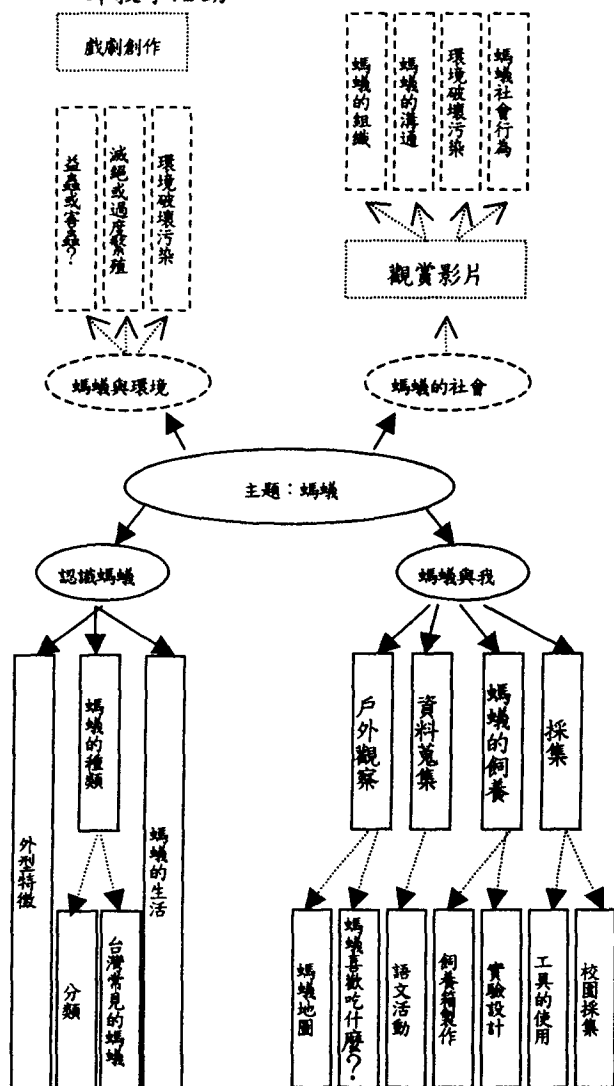 戲劇創作
益蟲或害蟲？
滅絕或過度繁殖
環境破壞污染
螞蟻的組織
螞蟻的溝通
環境破壞污染
螞蟻社會行為
觀賞影片
螞蟻與環境
螞蟻的社會
主題：螞蟻
認識螞蟻
螞蟻與我
外型特徵
螞蟻的種類
螞蟻的生活
戶外觀察
資料蒐集
螞蟻的飼養
採集
分類
台灣常見的螞蟻
螞蟻地圖
螞蟻喜歡吃什麼？
語文活動
飼養箱製作
實驗設計
工具的使用
校園採集